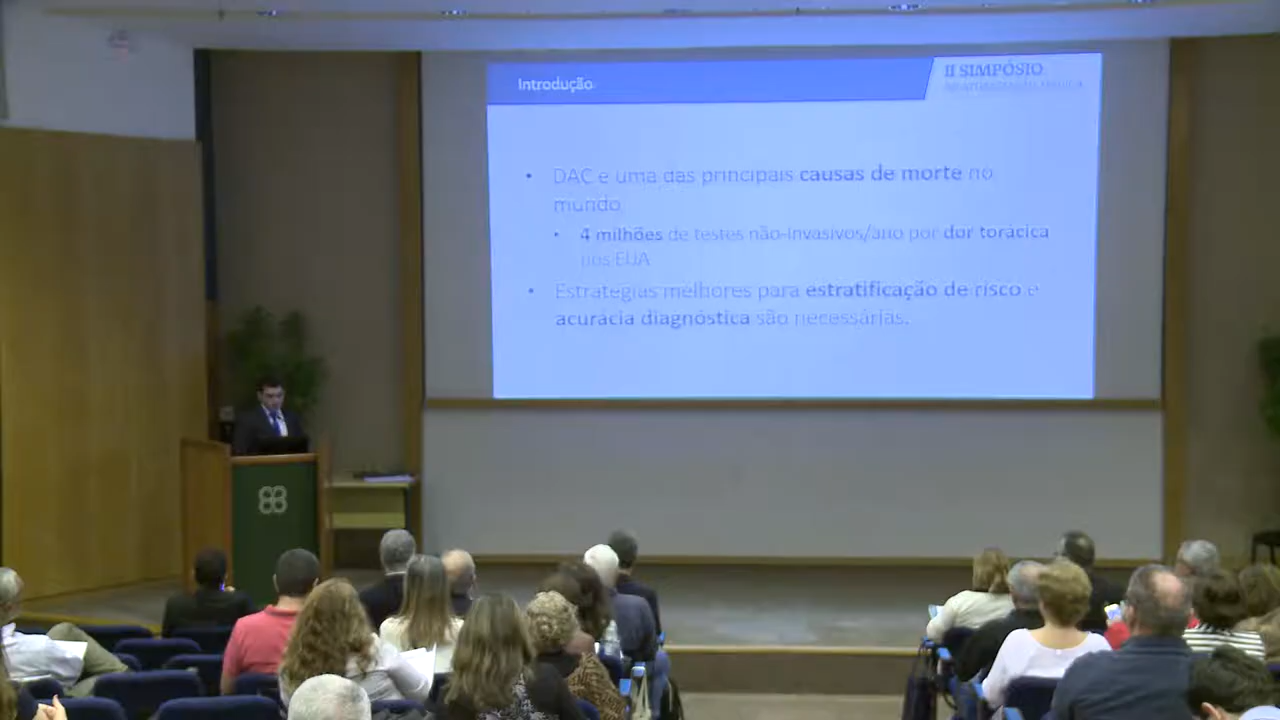 Introdução
II SIMPÓSIO
• DAC e uma das principais causas de morte no
mundo
• 4 milhões de testes não-invasivos/ano por dor torácica
nos EUA
• Estratégias melhores para estratificação de risco e
acurácia diagnóstica são necessárias.